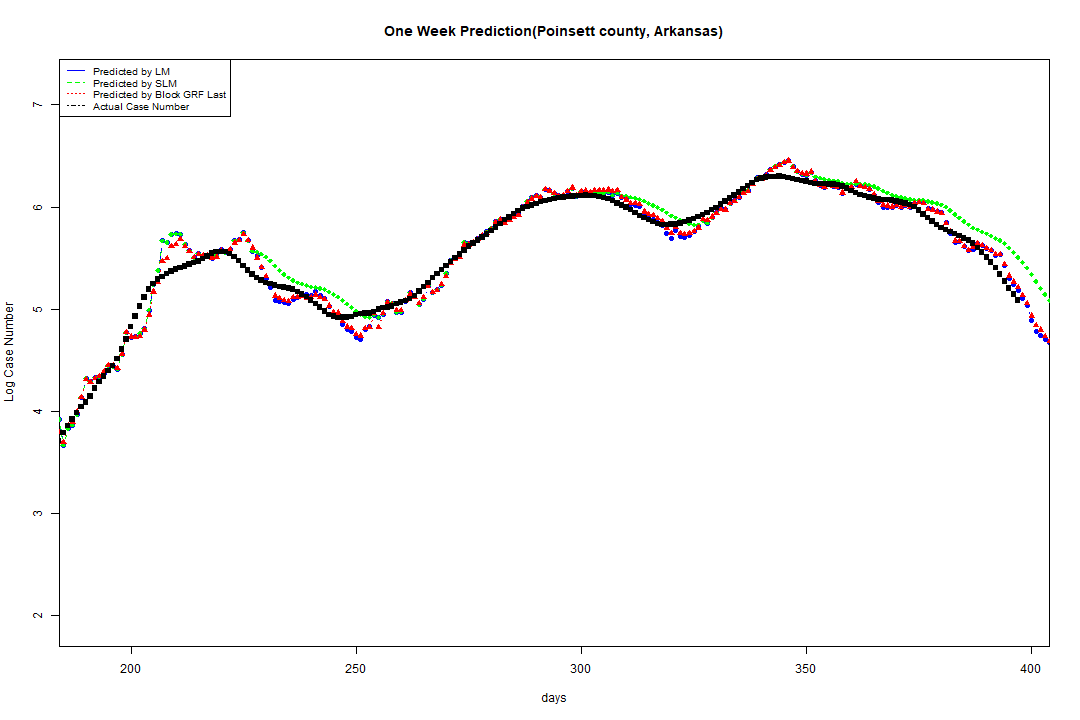 One Week Prediction(Poinsett county, Arkansas)
Predicted by LM
Predicted by SLM
Predicted by Block GRF Last
Actual Case Number
7
6
5
4
3
2
Log Case Number
200 250 300 350 400
days